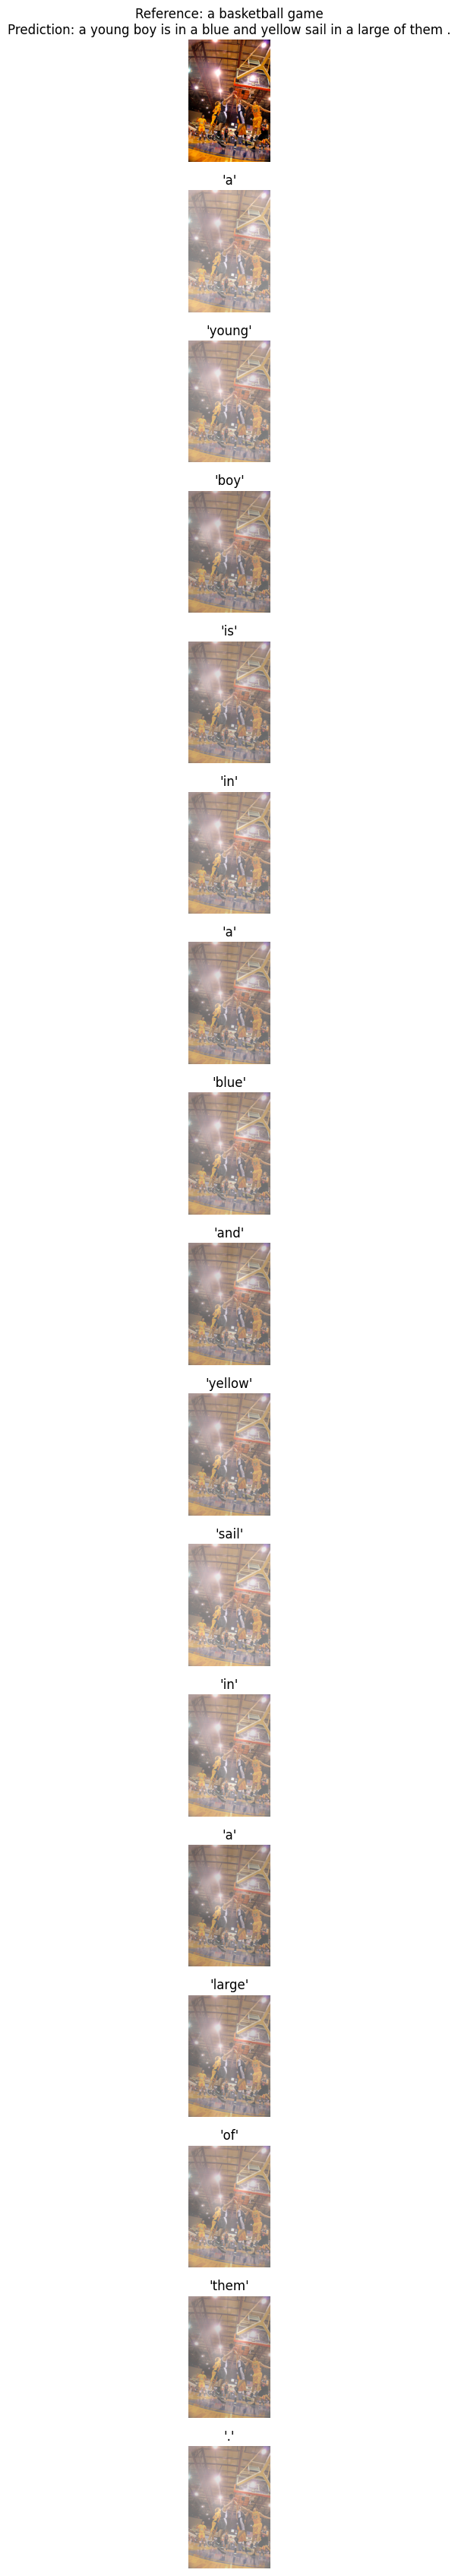 Reference: a basketball game
Prediction: a young boy is in a blue and yellow sail in a large of them .
'a'
'young'
'boy'
'is'
'in'
'a'
'blue'
'and'
'yellow'
'sail'
'in'
'a'
'large'
'of'
'them'
'.'